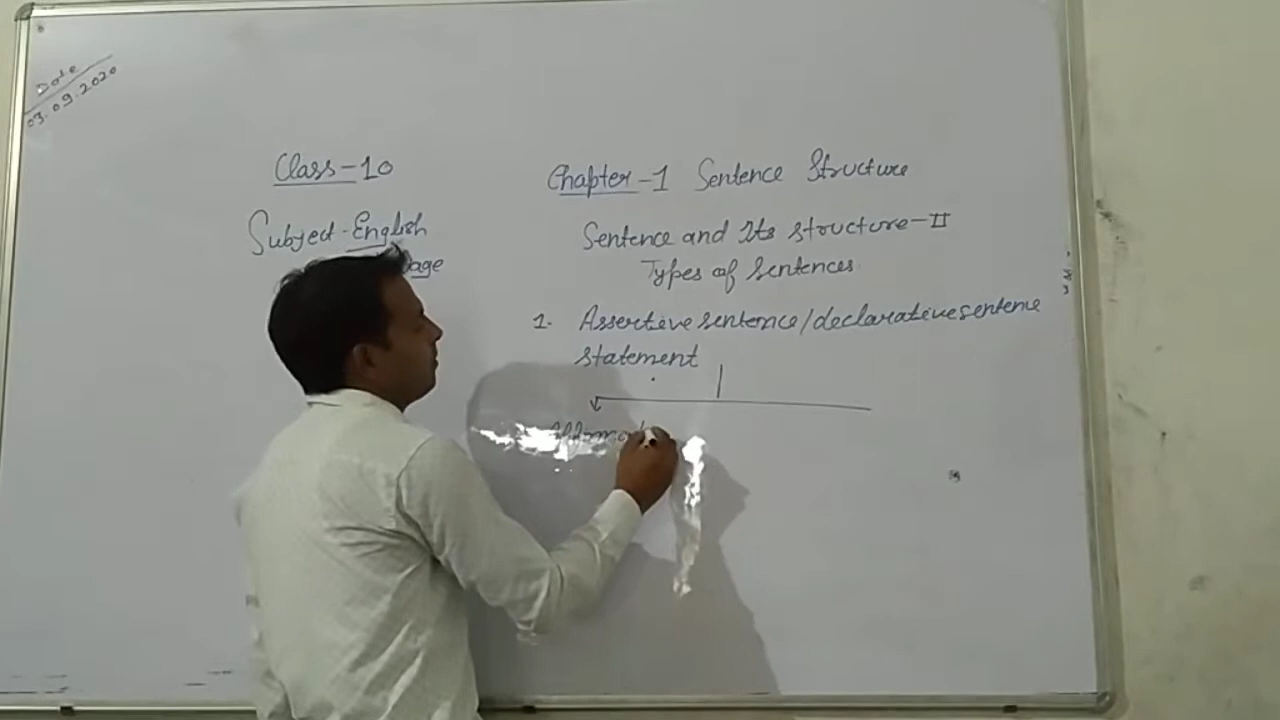 Date
03.09.2020
Class-10
Subject-English
Chapter-1 Sentence Structure
Sentence and Its structure-II
Types of Sentences
1. Assertive sentence/declarative sentence
statement